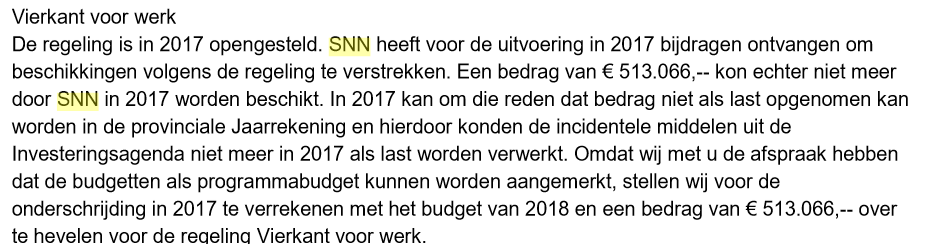 Vierkant voor werk
De regeling is in 2017 opengesteld. SNN heeft voor de uitvoering in 2017 bijdragen ontvangen om
beschikkingen volgens de regeling te verstrekken. Een bedrag van € 513.066,-- kon echter niet meer
door SNN in 2017 worden beschikt. In 2017 kan om die reden dat bedrag niet als last opgenomen kan
worden in de provinciale Jaarrekening en hierdoor konden de incidentele middelen uit de
Investeringsagenda niet meer in 2017 als last worden verwerkt. Omdat wij met u de afspraak hebben
dat de budgetten als programmabudget kunnen worden aangemerkt, stellen wij voor de
onderschrijding in 2017 te verrekenen met het budget van 2018 en een bedrag van € 513.066,-- over
te hevelen voor de regeling Vierkant voor werk.